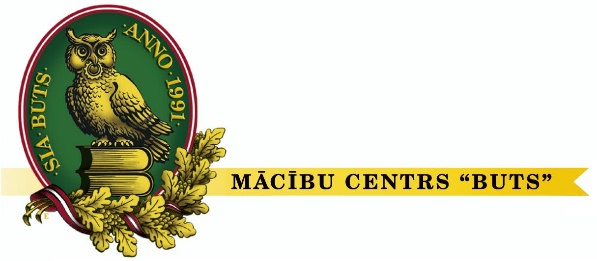 SIA · BUTS · ANNO · 1991 ·
MĀCĪBU CENTRS “BUTS”